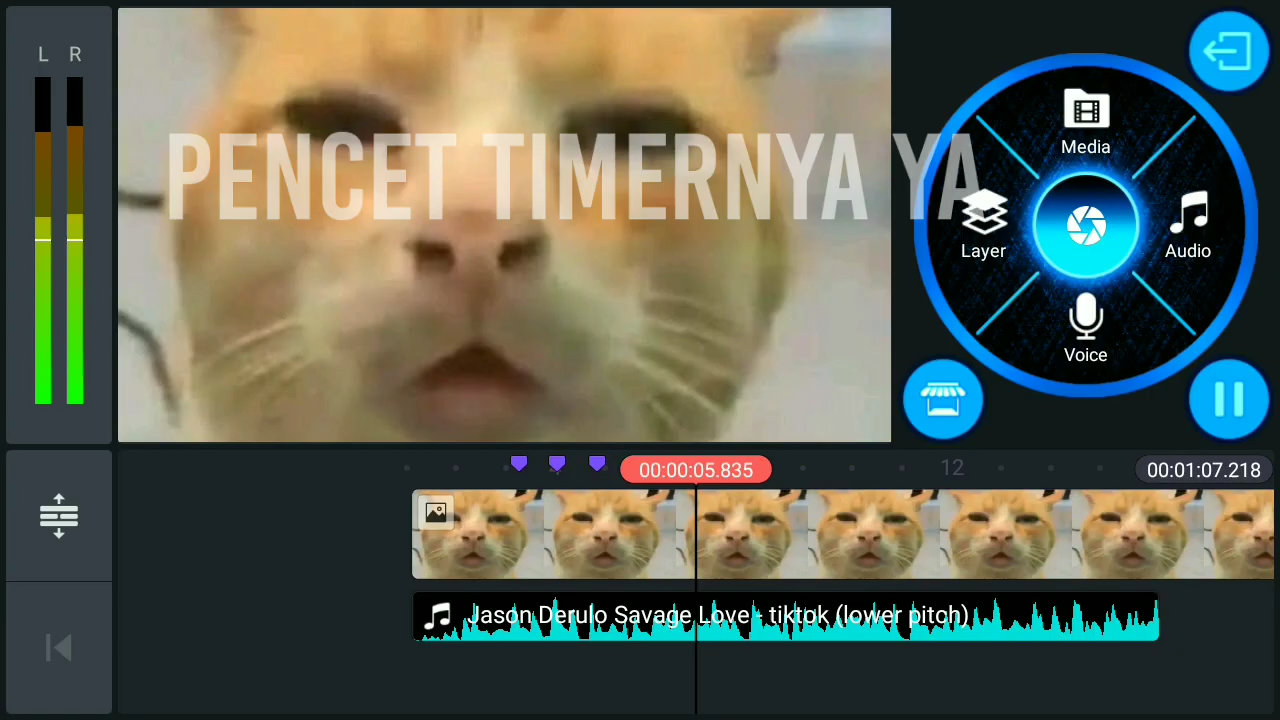 L R
PENCET TIMERNYA YA
Media
Layer
Audio
Voice
00:00:05.835
12
00:01:07.218
Jason Derulo Savage Love - tiktok (lower pitch)